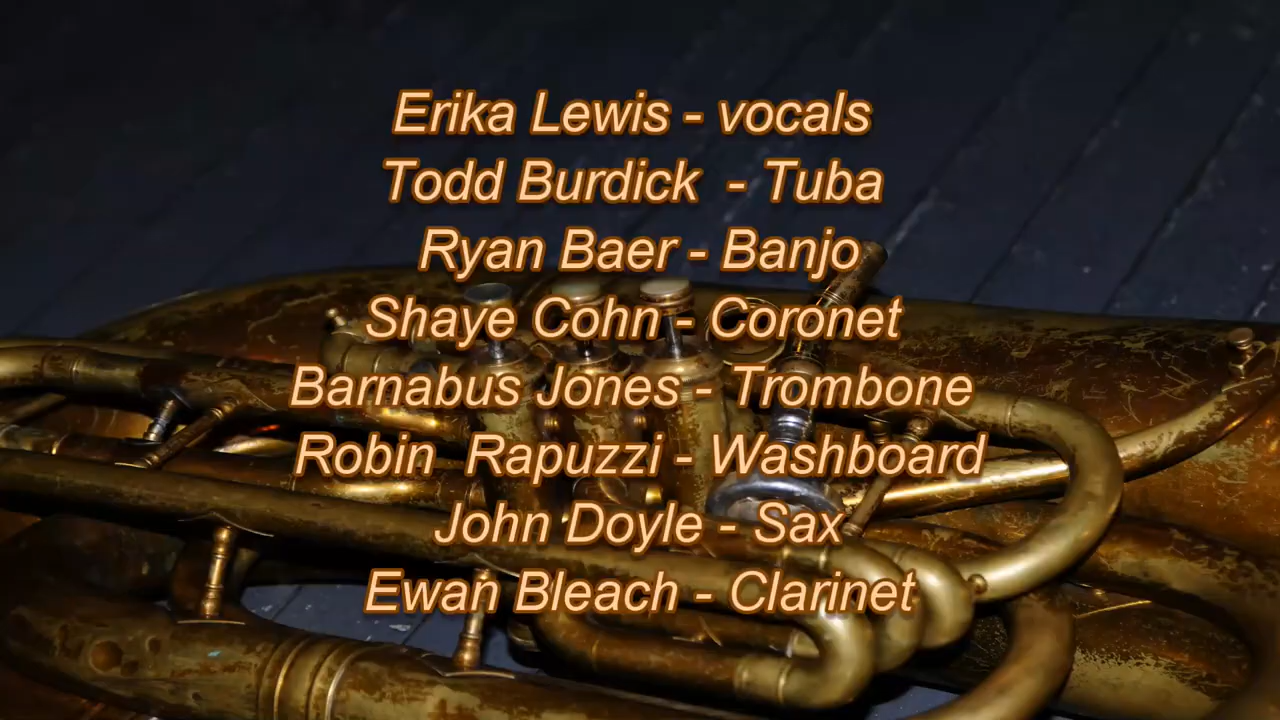 Erika Lewis - vocals
Todd Burdick  - Tuba
Ryan Baer - Banjo
Shaye Cohn - Coronet
Barnabus Jones - Trombone
Robin  Rapuzzi - Washboard
John Doyle - Sax
Ewan Bleach - Clarinet